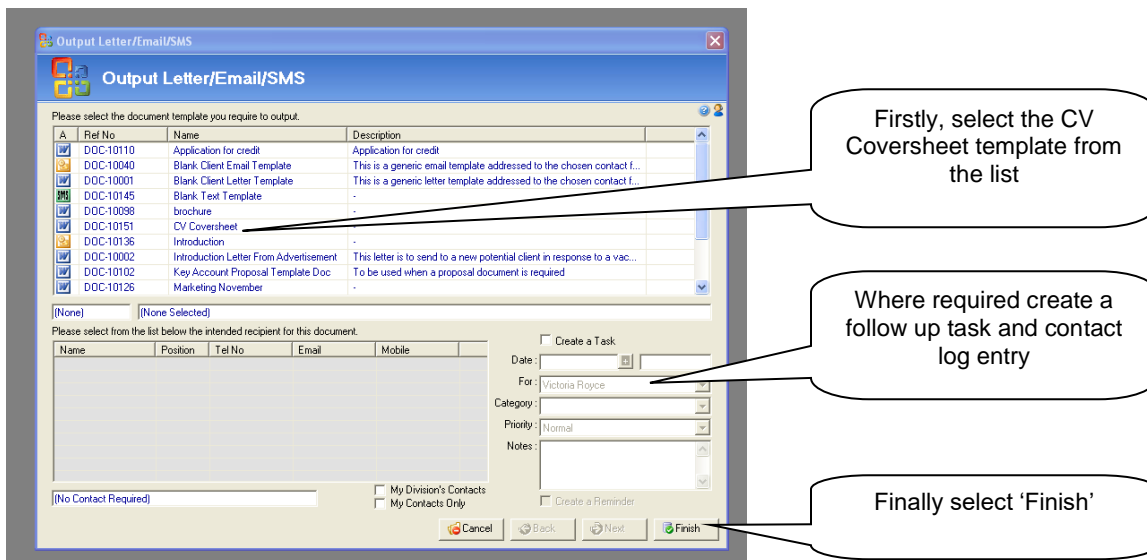 Output Letter/Email/SMS
Output Letter/Email/SMS
Please select the document template you require to output.
A Ref No Name Description
DOC-10110 Application for credit Application for credit
DOC-10040 Blank Client Email Template This is a generic email template addressed to the chosen contact f...
DOC-10001 Blank Client Letter Template This is a generic letter template addressed to the chosen contact f...
SMS DOC-10145 Blank Text Template -
DOC-10098 brochure -
DOC-10151 CV Coversheet -
DOC-10136 Introduction -
DOC-10002 Introduction Letter From Advertisement This letter is to send to a new potential client in response to a vac...
DOC-10102 Key Account Proposal Template Doc To be used when a proposal document is required
DOC-10126 Marketing November -
(None) (None Selected)
Please select from the list below the intended recipient for this document.
Name Position Tel No Email Mobile
(No Contact Required)
My Division's Contacts
My Contacts Only
Create a Task
Date :
For : Victoria Royce
Category :
Priority : Normal
Notes :
Create a Reminder
Cancel Back Next Finish
Firstly, select the CV
Coversheet template from
the list
Where required create a
follow up task and contact
log entry
Finally select ‘Finish’